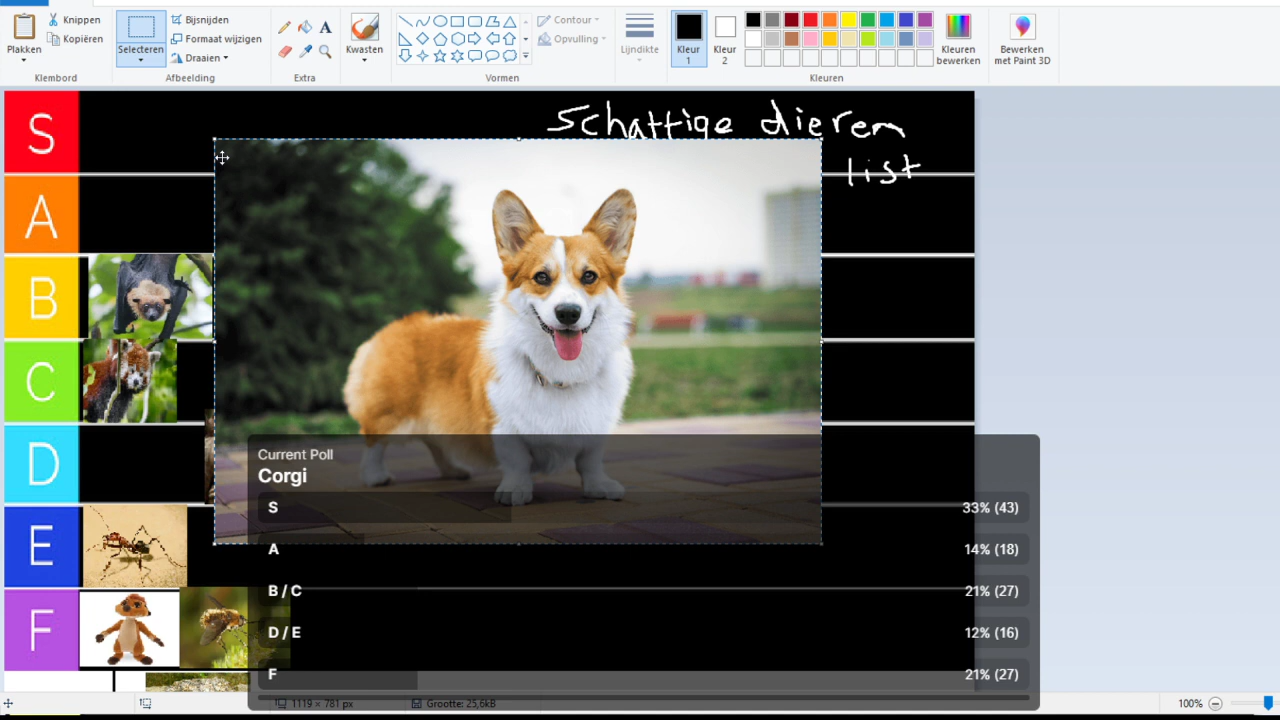 Plakken
Knippen
Kopiëren
Klembord
Selecteren
Bijsnijden
Formaat wijzigen
Draaien
Afbeelding
A
Extra
Kwasten
Vormen
Contour
Opvulling
Lijndikte
Kleur
1
Kleur
2
Kleuren
Kleuren
bewerken
Bewerken
met Paint 3D
Schattige dieren
list
S
A
B
C
D
E
F
Current Poll
Corgi
S 33% (43)
A 14% (18)
B / C 21% (27)
D / E 12% (16)
F 21% (27)
1119 × 781 px
Grootte: 25,6kB
100%